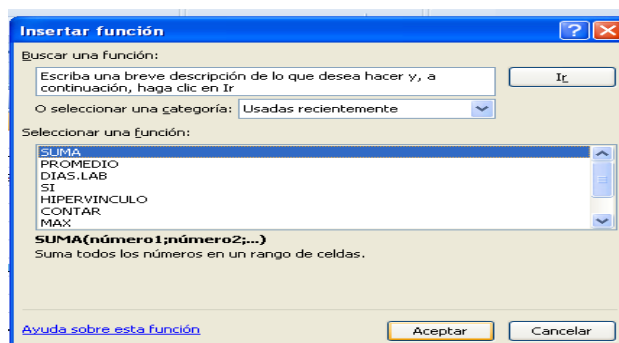 Insertar función
Buscar una función:
Escriba una breve descripción de lo que desea hacer y, a
continuación, haga clic en Ir
Ir
O seleccionar una categoría: Usadas recientemente
Seleccionar una función:
SUMA
PROMEDIO
DIAS.LAB
SI
HIPERVINCULO
CONTAR
MAX
SUMA(número1;número2;...)
Suma todos los números en un rango de celdas.
Ayuda sobre esta función
Aceptar
Cancelar